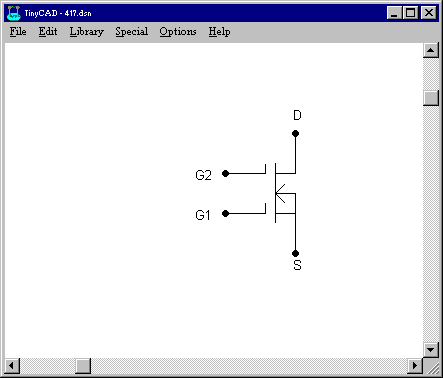 TinyCAD - 417.dsn
File Edit Library Special Options Help
D
G2
G1
S